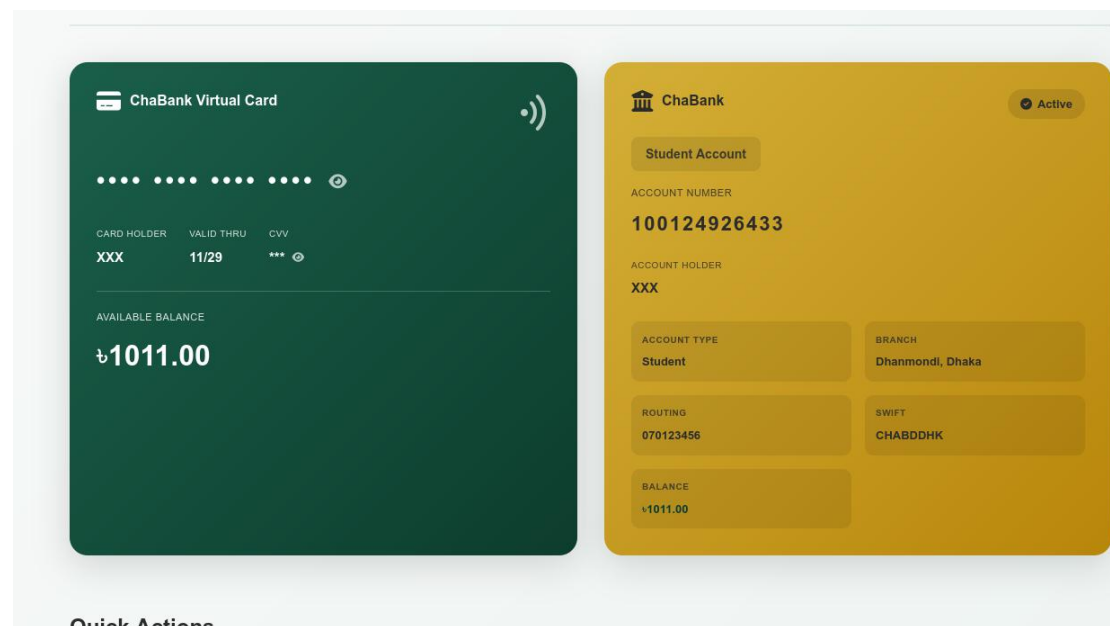 ChaBank Virtual Card
•••• •••• •••• ••••
CARD HOLDER VALID THRU CVV
XXX 11/29 ***
AVAILABLE BALANCE
৳1011.00
ChaBank
Active
Student Account
ACCOUNT NUMBER
100124926433
ACCOUNT HOLDER
XXX
ACCOUNT TYPE
Student
BRANCH
Dhanmondi, Dhaka
ROUTING
070123456
SWIFT
CHABDDHK
BALANCE
৳1011.00
Quick Actions